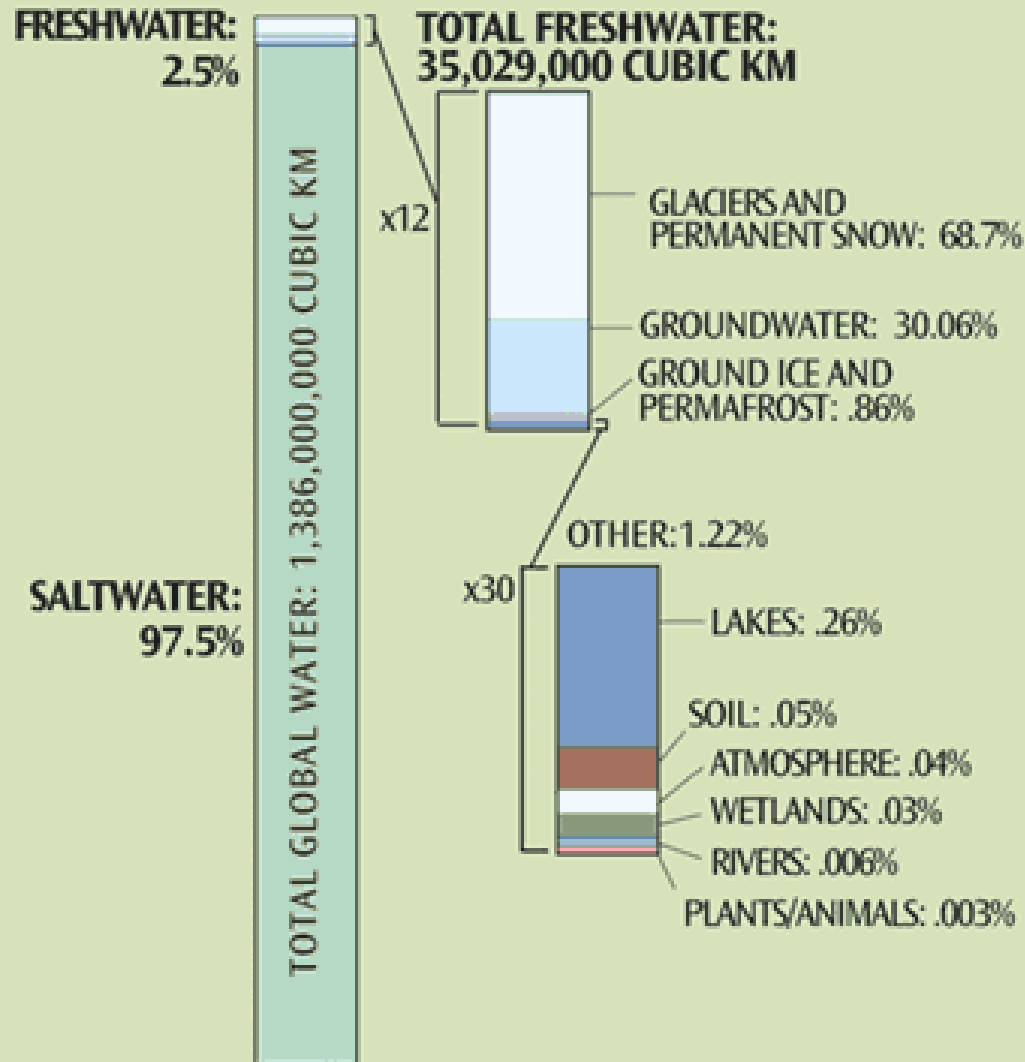 FRESHWATER:
2.5%
TOTAL FRESHWATER:
35,029,000 CUBIC KM
x12
GLACIERS AND
PERMANENT SNOW: 68.7%
GROUNDWATER: 30.06%
GROUND ICE AND
PERMAFROST: .86%
TOTAL GLOBAL WATER: 1,386,000,000 CUBIC KM
SALTWATER:
97.5%
OTHER:1.22%
x30
LAKES: .26%
SOIL: .05%
ATMOSPHERE: .04%
WETLANDS: .03%
RIVERS: .006%
PLANTS/ANIMALS: .003%